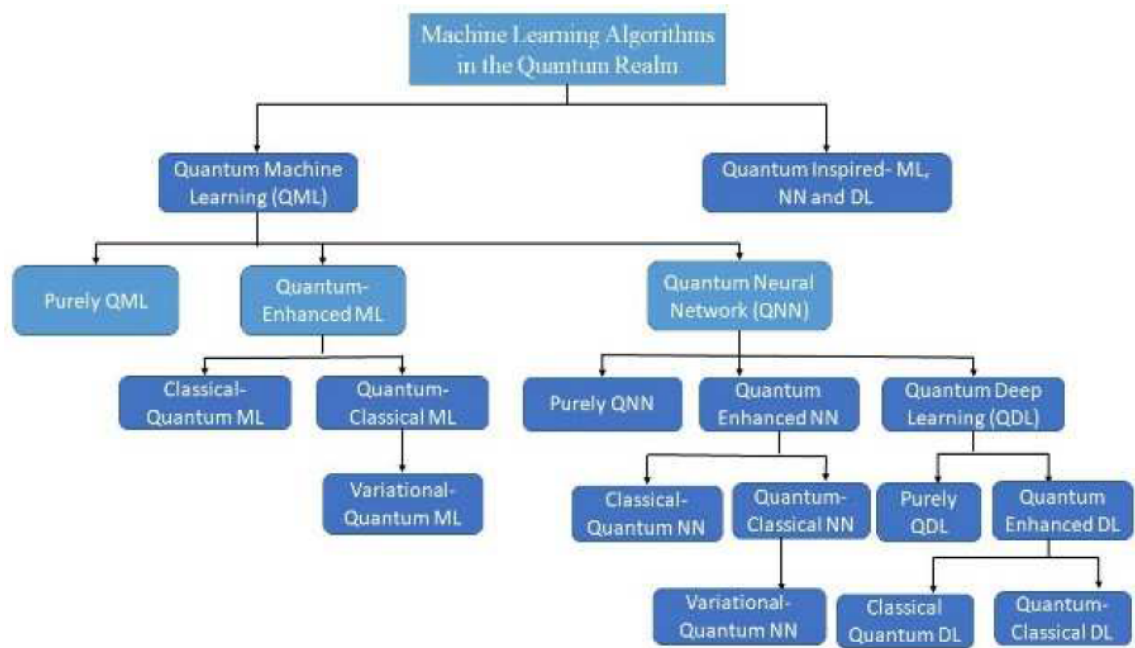 Machine Learning Algorithms
in the Quantum Realm
Quantum Machine
Learning (QML)
Quantum Inspired- ML,
NN and DL
Purely QML
Quantum-
Enhanced ML
Quantum Neural
Network (QNN)
Classical-
Quantum ML
Quantum-
Classical ML
Purely QNN
Quantum
Enhanced NN
Quantum Deep
Learning (QDL)
Variational-
Quantum ML
Classical-
Quantum NN
Quantum-
Classical NN
Purely
QDL
Quantum
Enhanced DL
Variational-
Quantum NN
Classical
Quantum DL
Quantum-
Classical DL